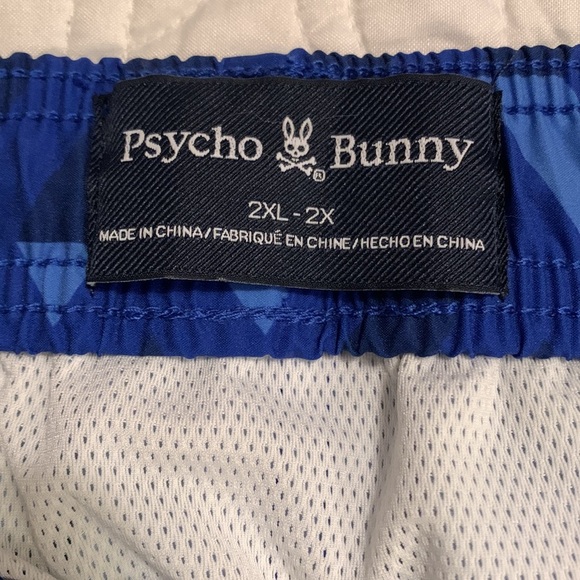 Psycho Bunny
2XL - 2X
MADE IN CHINA/FABRIQUÉ EN CHINE/HECHO EN CHINA